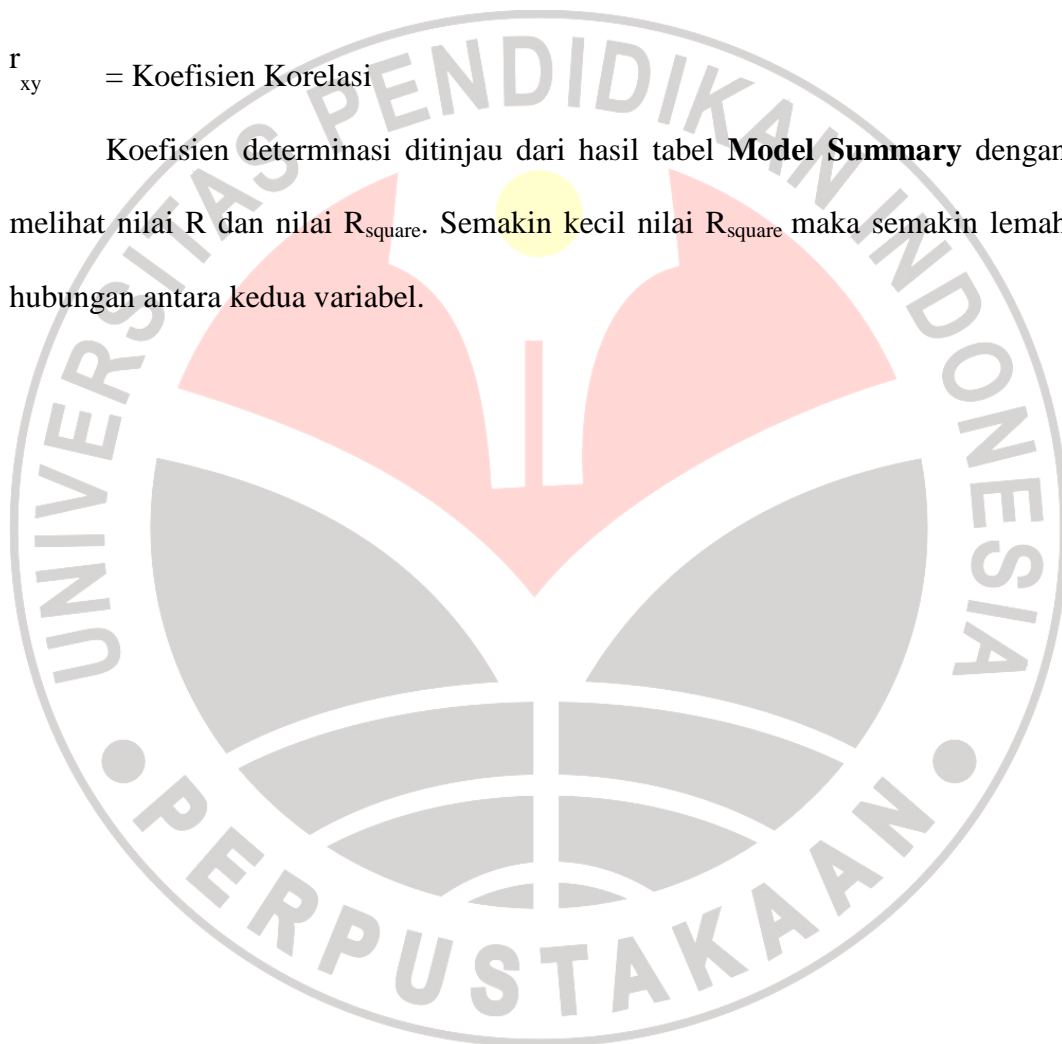 r
xy = Koefisien Korelasi
Koefisien determinasi ditinjau dari hasil tabel Model Summary dengan
melihat nilai R dan nilai Rsquare. Semakin kecil nilai Rsquare maka semakin lemah
hubungan antara kedua variabel.
UNIVERSITAS PENDIDIKAN INDONESIA
PERPUSTAKAAN